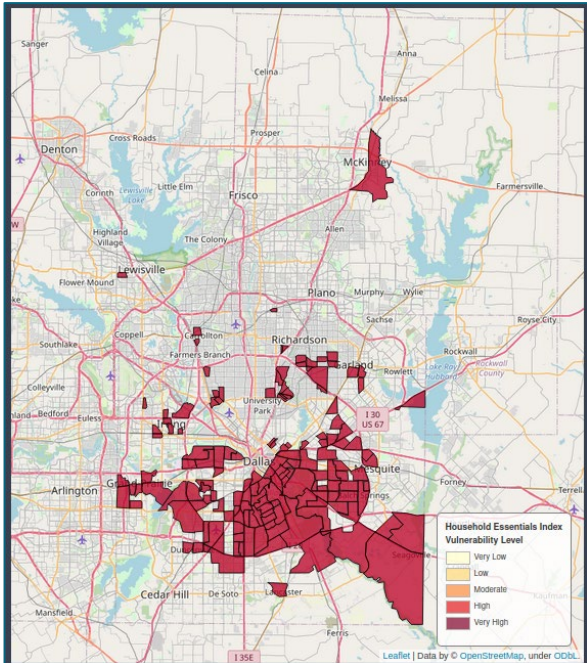 Sanger
Anna
Celina
Melissa
Cross Roads
Prosper
Denton
McKinney
Little Elm
Farmersville
Corinth
Lewisville
Lake
Frisco
Highland
Village
The Colony
Allen
W
Lewisville
Flower Mound
Plano
Murphy
Wylie
Sachse
Royse City
Coppell
Richardson
Southlake
Farmers Branch
Rockwall
Rowlett
Rockwall
County
Colleyville
University
Park
Bedford
Euless
I 30
US 67
Dallas
Forney
Arlington
Terrell
Seagoville
Cedar Hill
De Soto
Lancaster
Mansfield
Ferris
I 35E
Household Essentials Index
Vulnerability Level
Very Low
Low
Moderate
High
Very High
Leaflet | Data by © OpenStreetMap, under ODbL.